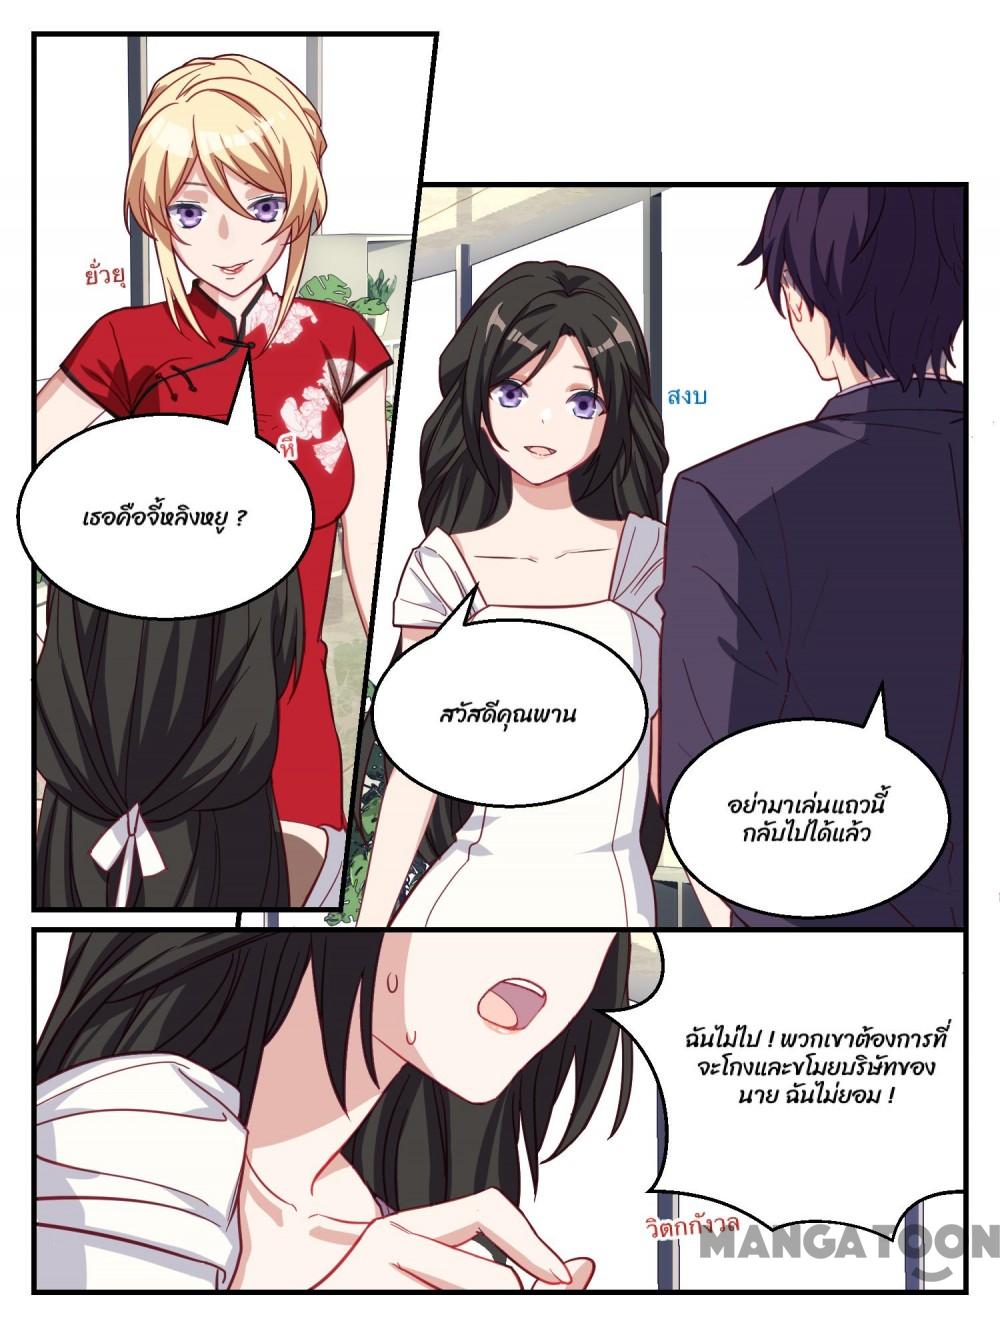 ยั่วยุ
หึ
เธอคือจี้หลิงหยู ?
สงบ
สวัสดีคุณพาน
อย่ามาเล่นแถวนี้
กลับไปได้แล้ว
ฉันไม่ไป ! พวกเขาต้องการที่
จะโกงและขโมยบริษัทของ
นาย ฉันไม่ยอม !
วิตกกังวล
MANGATOON